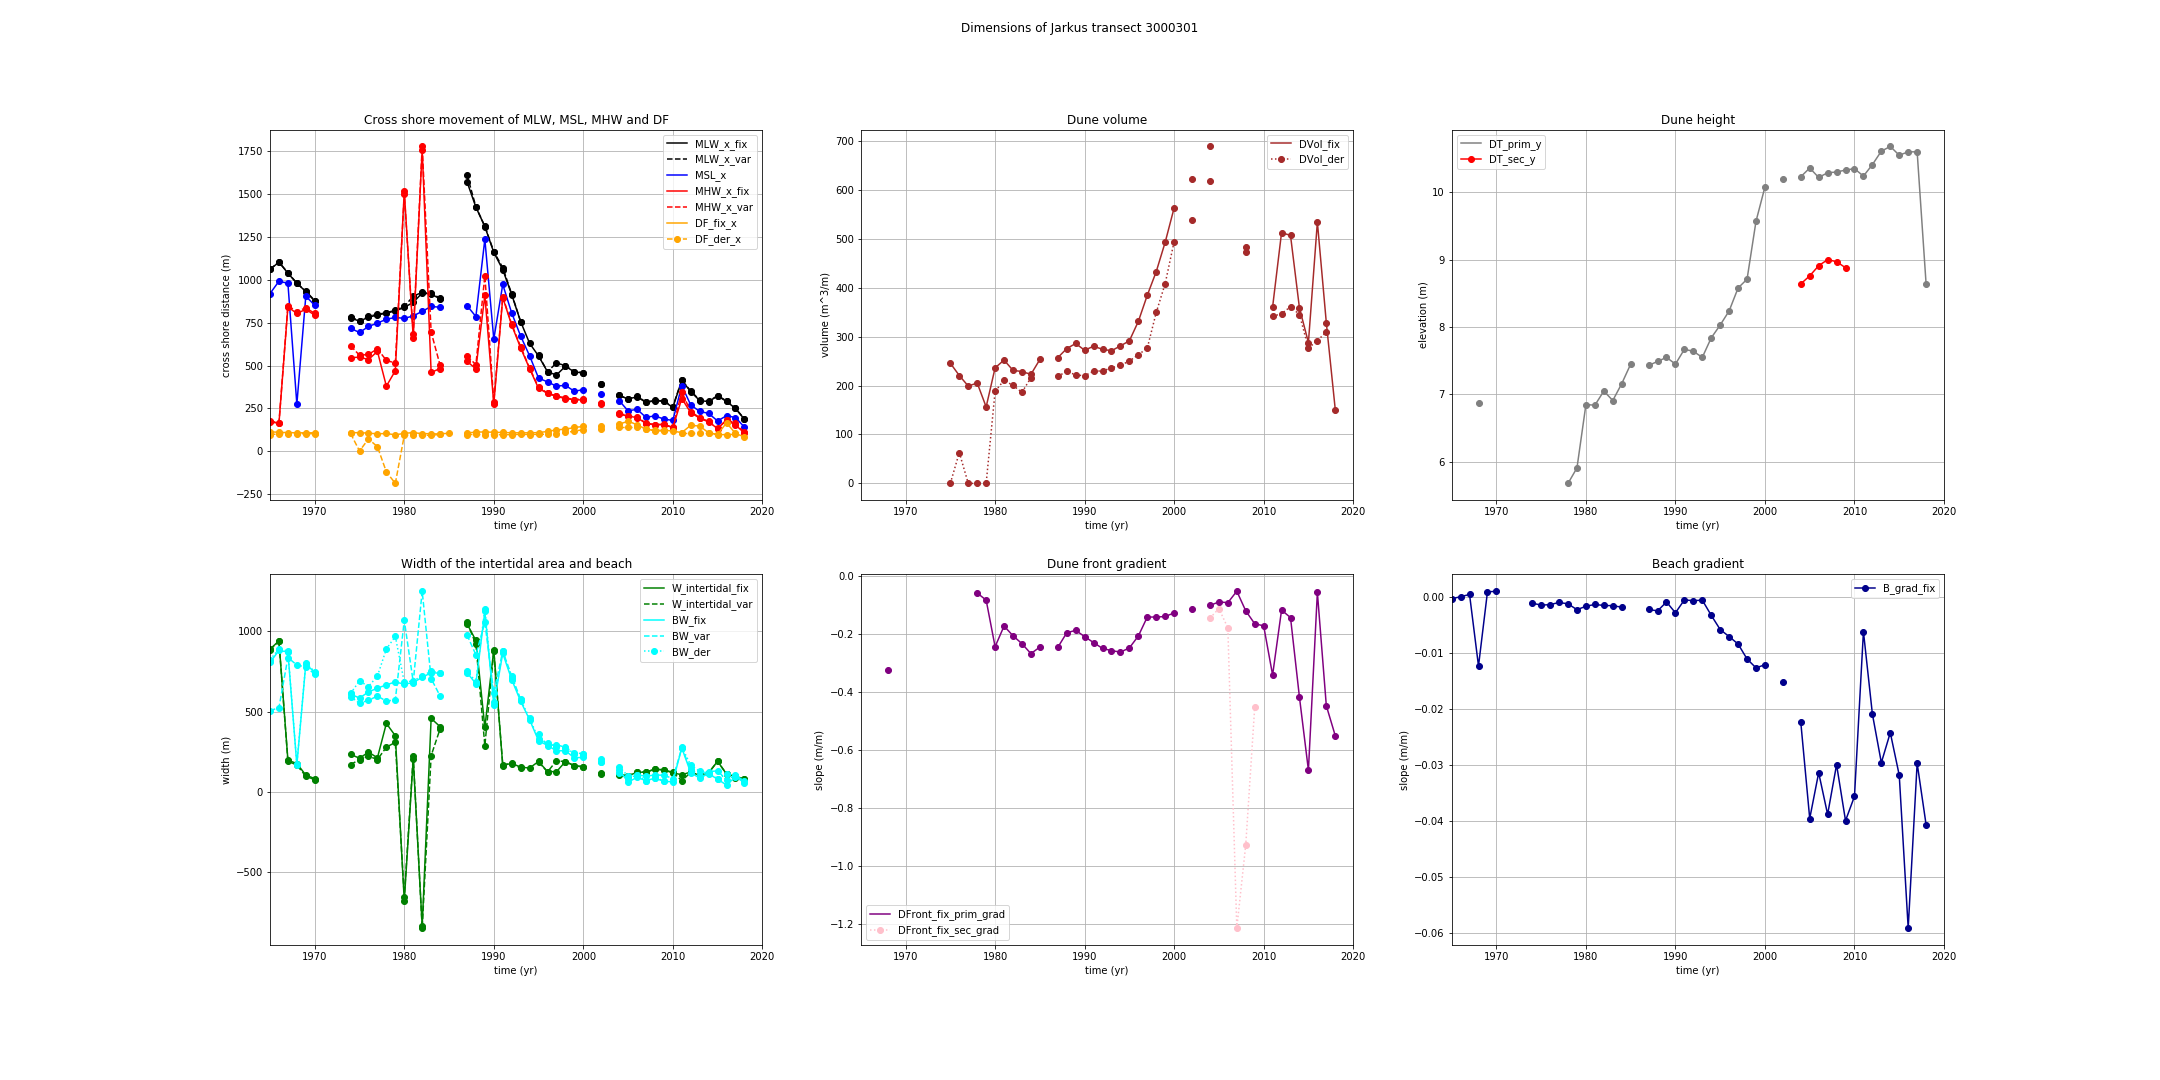 Dimensions of Jarkus transect 3000301
Cross shore movement of MLW, MSL, MHW and DF
cross shore distance (m)
1750
1500
1250
1000
750
500
250
0
−250
1970 1980 1990 2000 2010 2020
time (yr)
MLW_x_fix
MLW_x_var
MSL_x
MHW_x_fix
MHW_x_var
DF_fix_x
DF_der_x
Dune volume
volume (m^3/m)
700
600
500
400
300
200
100
0
1970 1980 1990 2000 2010 2020
time (yr)
DVol_fix
DVol_der
Dune height
elevation (m)
10
9
8
7
6
1970 1980 1990 2000 2010 2020
time (yr)
DT_prim_y
DT_sec_y
Width of the intertidal area and beach
width (m)
1000
500
0
−500
1970 1980 1990 2000 2010 2020
time (yr)
W_intertidal_fix
W_intertidal_var
BW_fix
BW_var
BW_der
Dune front gradient
slope (m/m)
0.0
−0.2
−0.4
−0.6
−0.8
−1.0
−1.2
1970 1980 1990 2000 2010 2020
time (yr)
DFront_fix_prim_grad
DFront_fix_sec_grad
Beach gradient
slope (m/m)
0.00
−0.01
−0.02
−0.03
−0.04
−0.05
−0.06
1970 1980 1990 2000 2010 2020
time (yr)
B_grad_fix